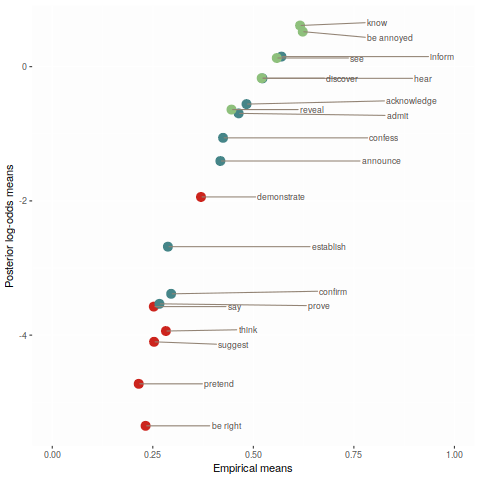 know
be annoyed
inform
see
0
discover
hear
acknowledge
reveal
admit
confess
announce
-2
demonstrate
establish
confirm
say
prove
think
-4
suggest
pretend
be right
0.00
0.25
0.50
0.75
1.00
Empirical means
Posterior log-odds means